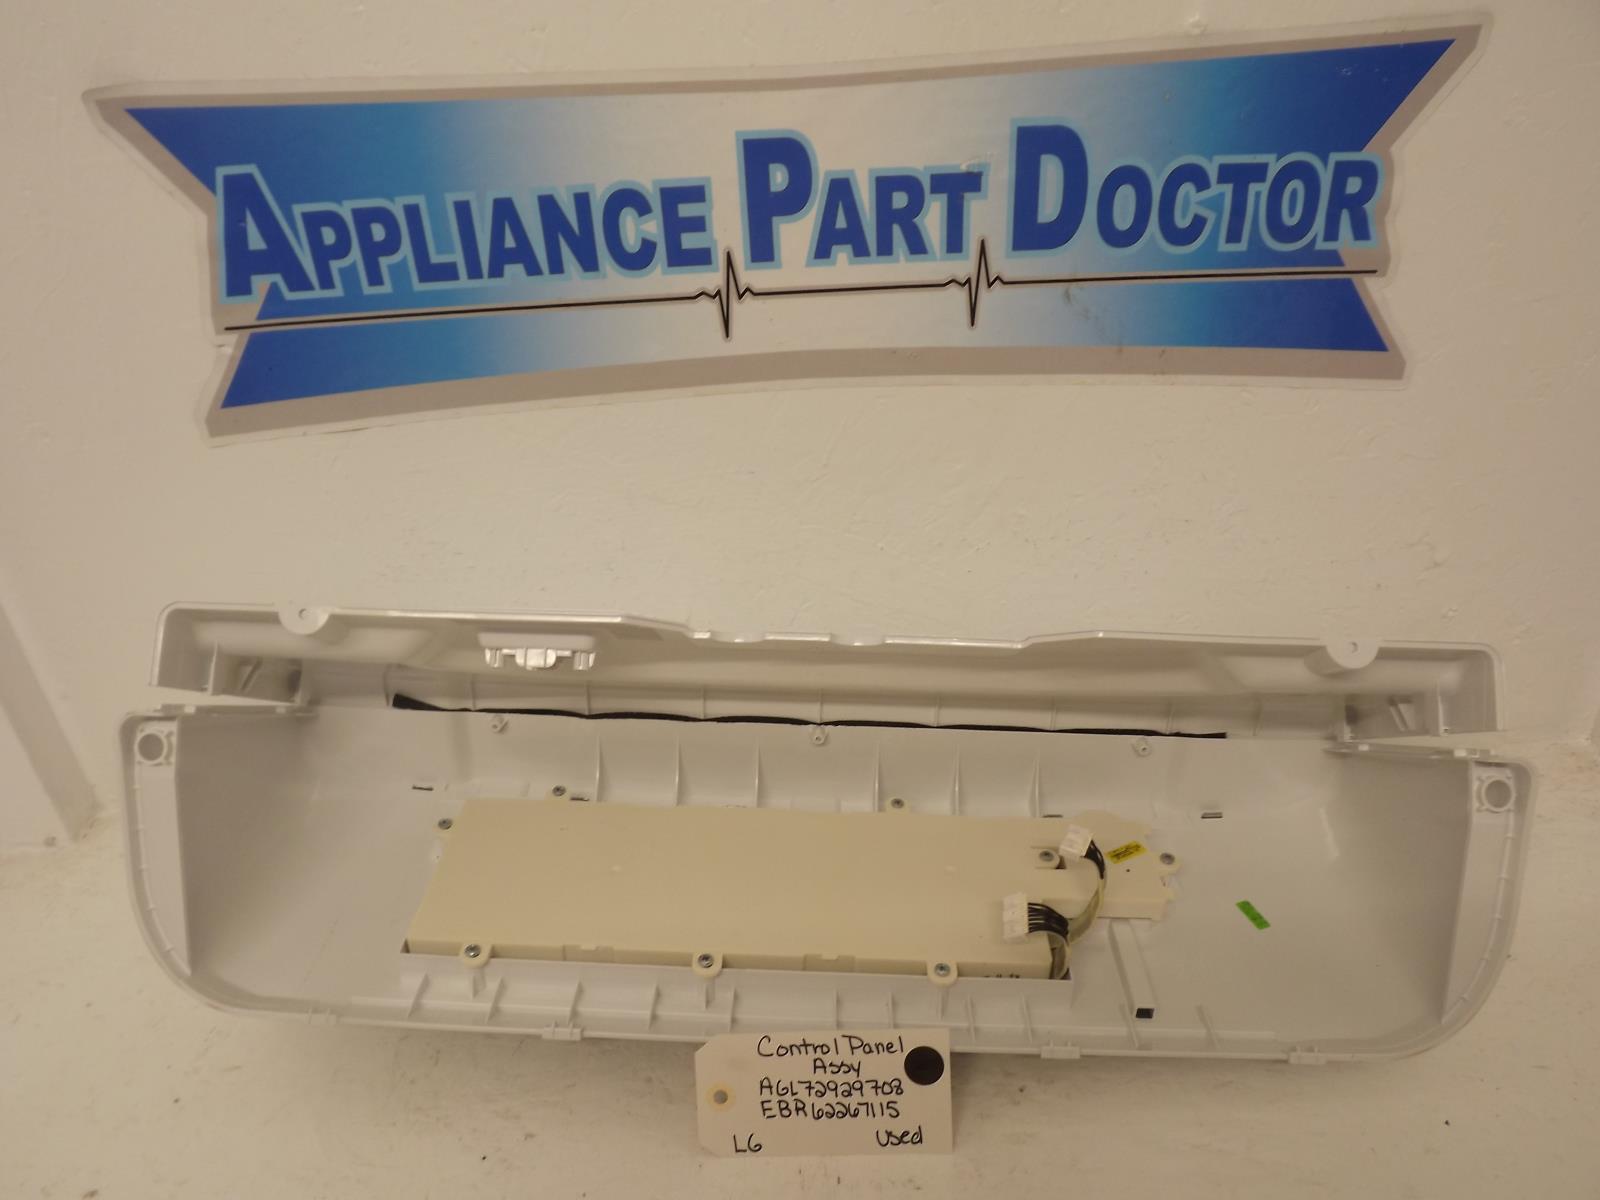 APPLIANCE PART DOCTOR
Control Panel
Assy
AGL72929708
EBR62267115
LG Used